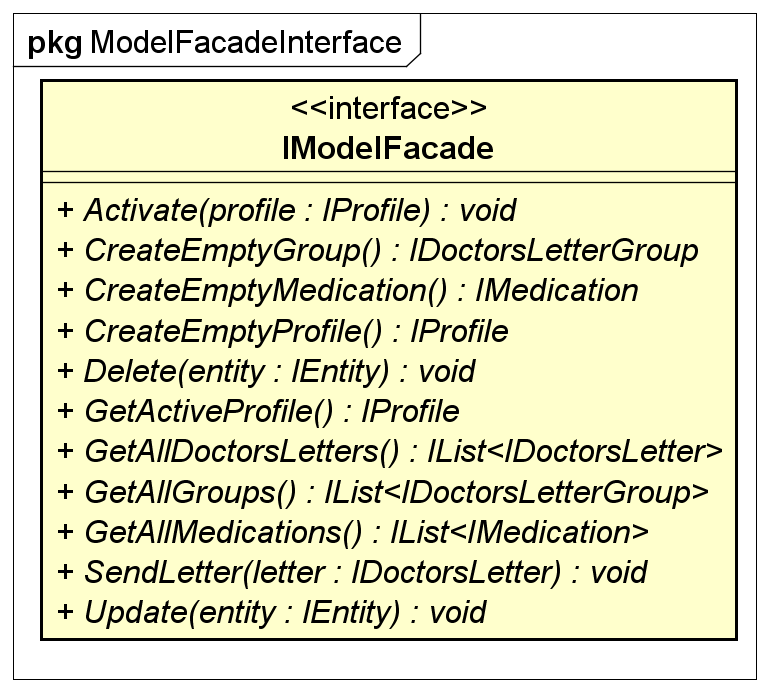 pkg ModelFacadeInterface
<<interface>>
IModelFacade
+ Activate(profile : IProfile) : void
+ CreateEmptyGroup() : IDoctorsLetterGroup
+ CreateEmptyMedication() : IMedication
+ CreateEmptyProfile() : IProfile
+ Delete(entity : IEntity) : void
+ GetActiveProfile() : IProfile
+ GetAllDoctorsLetters() : IList<IDoctorsLetter>
+ GetAllGroups() : IList<IDoctorsLetterGroup>
+ GetAllMedications() : IList<IMedication>
+ SendLetter(letter : IDoctorsLetter) : void
+ Update(entity : IEntity) : void